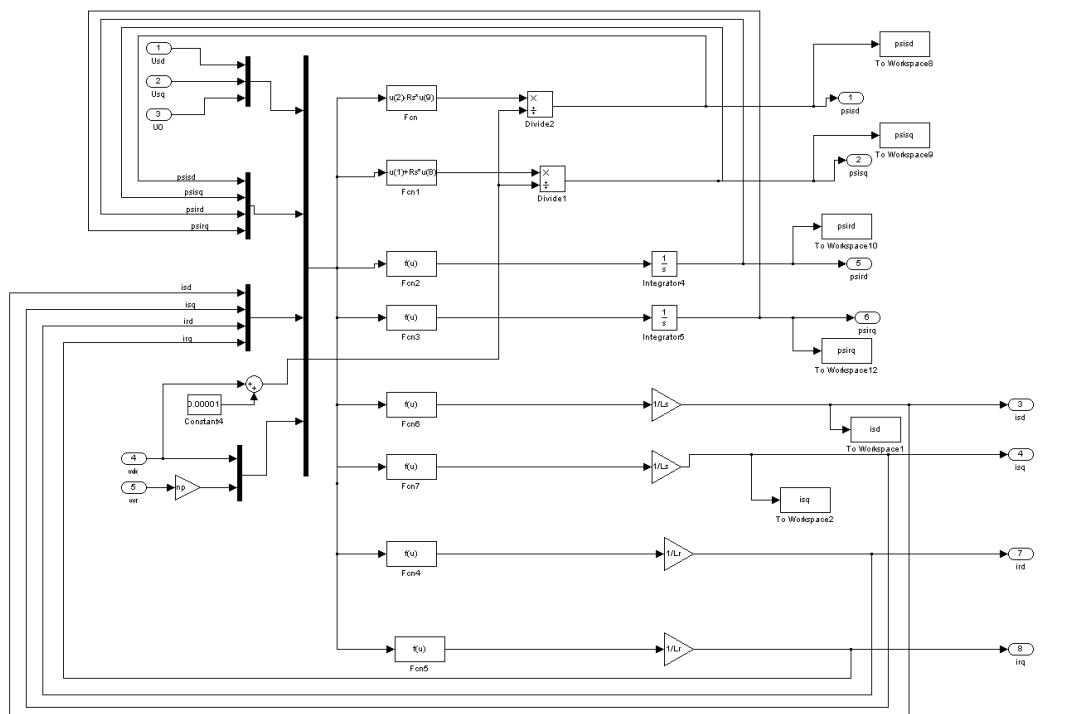 psisd
To Workspace8
1
Usd
2
Usq
3
U0
u(2)-Rs*u(9)
Fcn
×
÷
Divide2
1
psisd
psisq
To Workspace9
u(1)+Rs*u(8)
Fcn1
×
÷
Divide1
2
psisq
psisd
psisq
psird
psirq
psird
To Workspace10
f(u)
Fcn2
1
s
Integrator4
5
psird
isd
isq
ird
irq
f(u)
Fcn3
1
s
Integrator5
6
psirq
psirq
To Workspace12
+
+
0.00001
Constant4
f(u)
Fcn6
1/Ls
3
isd
isd
To Workspace1
4
wk
f(u)
Fcn7
1/Ls
4
isq
5
wr
np
isq
To Workspace2
f(u)
Fcn4
1/Lr
7
ird
f(u)
Fcn5
1/Lr
8
irq